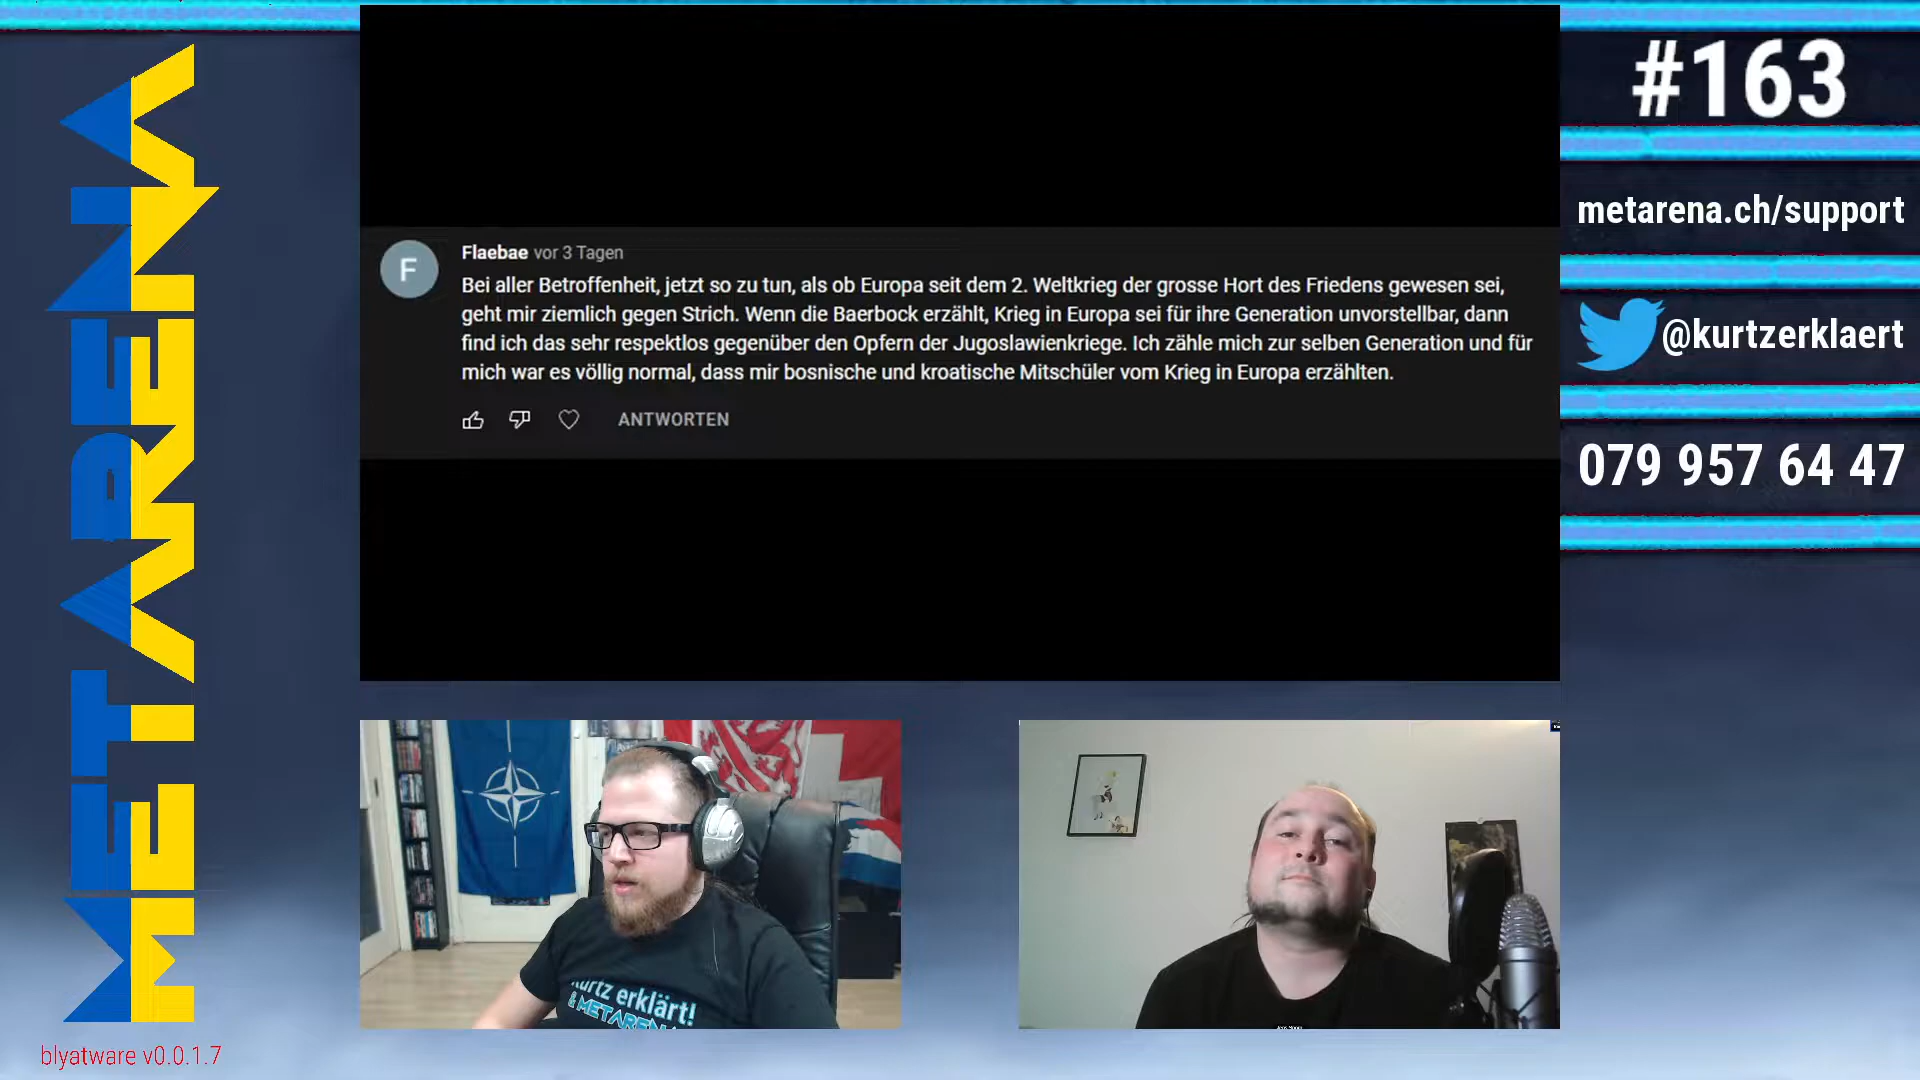 METARENA
#163
metarena.ch/support
@kurtzerklaert
079 957 64 47
F
Flaebae vor 3 Tagen
Bei aller Betroffenheit, jetzt so zu tun, als ob Europa seit dem 2. Weltkrieg der grosse Hort des Friedens gewesen sei,
geht mir ziemlich gegen Strich. Wenn die Baerbock erzählt, Krieg in Europa sei für ihre Generation unvorstellbar, dann
find ich das sehr respektlos gegenüber den Opfern der Jugoslawienkriege. Ich zähle mich zur selben Generation und für
mich war es völlig normal, dass mir bosnische und kroatische Mitschüler vom Krieg in Europa erzählten.
ANTWORTEN
kurtz erklärt!
& METARENA
blyatware v0.0.1.7